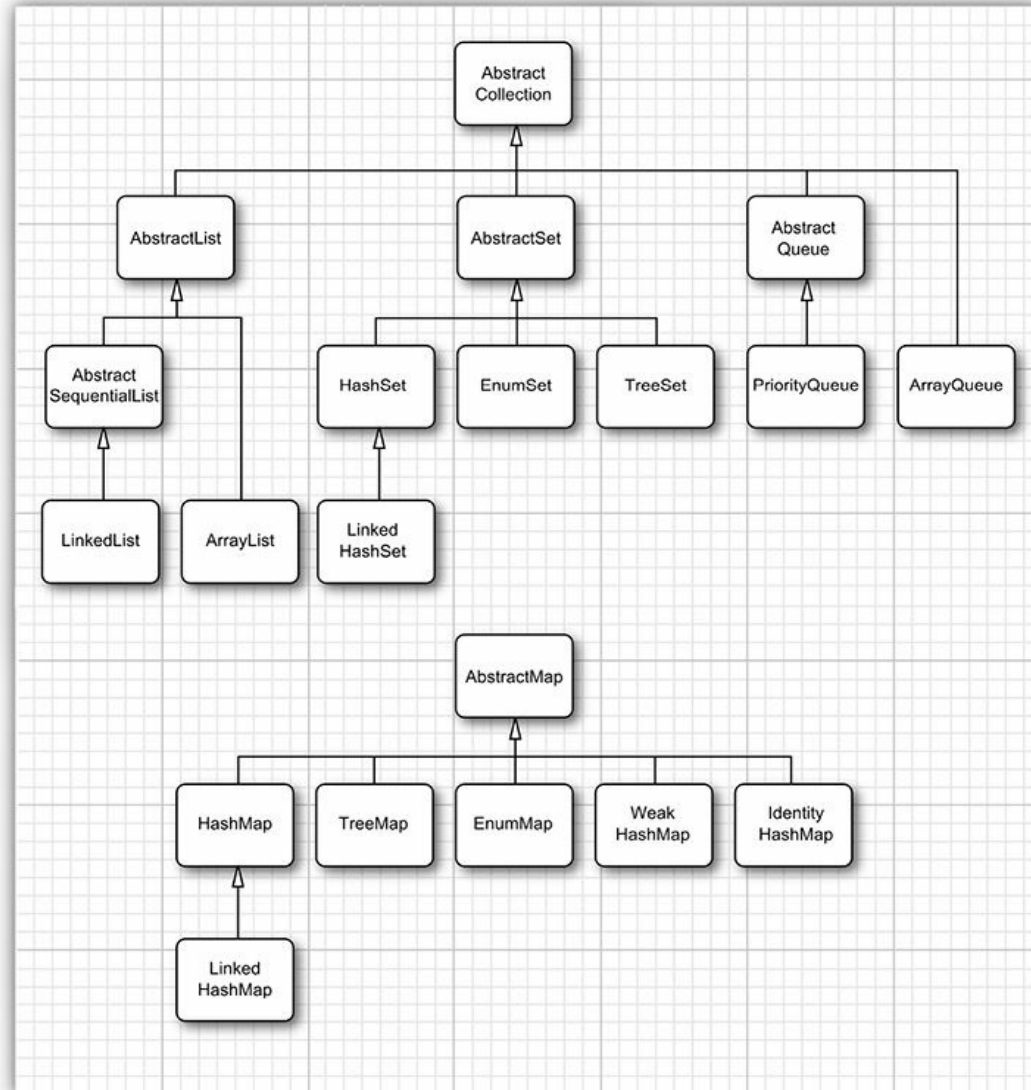 Abstract
Collection
AbstractList
AbstractSet
Abstract
Queue
Abstract
SequentialList
HashSet
EnumSet
TreeSet
PriorityQueue
ArrayQueue
LinkedList
ArrayList
Linked
HashSet
AbstractMap
HashMap
TreeMap
EnumMap
Weak
HashMap
Identity
HashMap
Linked
HashMap